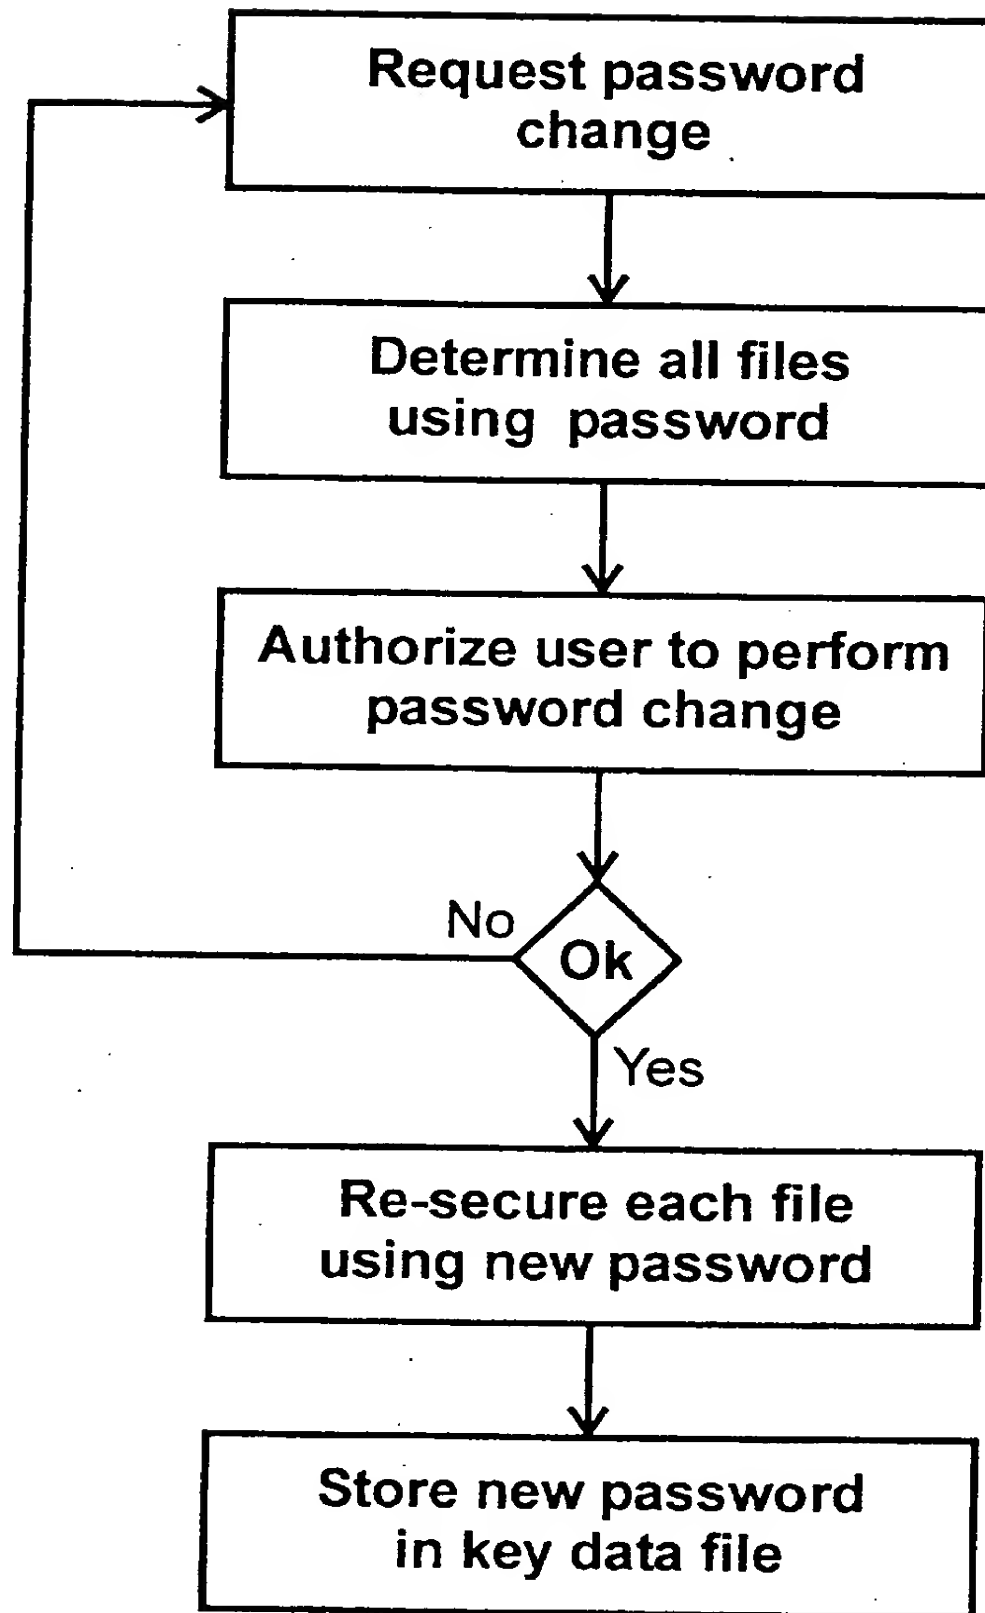 Request password
change
Determine all files
using password
Authorize user to perform
password change
No
Ok
Yes
Re-secure each file
using new password
Store new password
in key data file